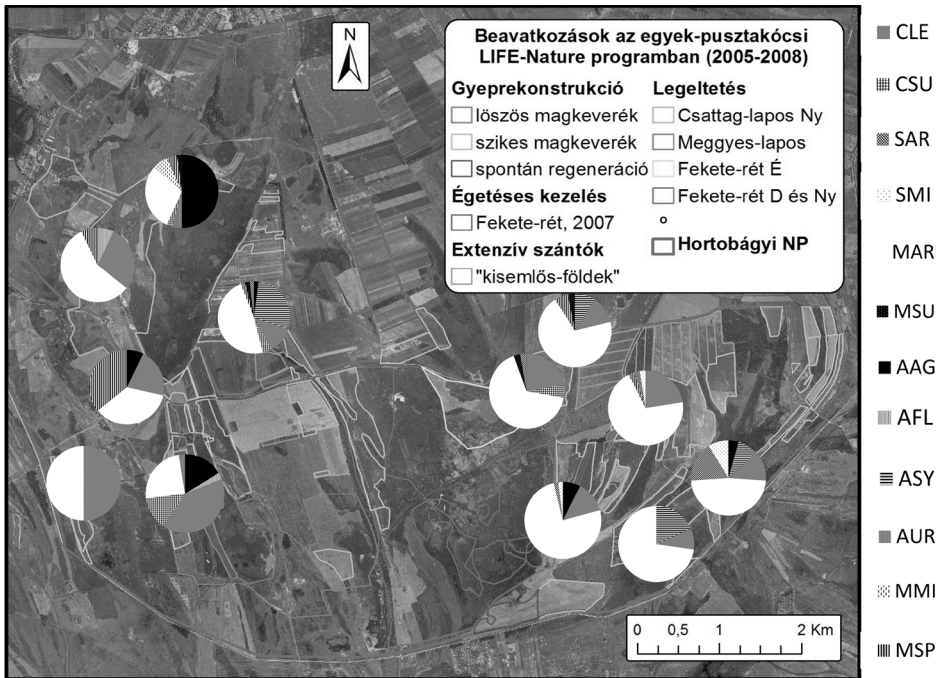 N
Beavatkozások az egyek-pusztakócsi
LIFE-Nature programban (2005-2008)
Gyeprekonstrukció
löszös magkeverék
szikes magkeverék
spontán regeneráció
Égetéses kezelés
Fekete-rét, 2007
Extenzív szántók
"kisemlős-földek"
Legeltetés
Csattag-lapos Ny
Meggyes-lapos
Fekete-rét É
Fekete-rét D és Ny
Hortobágyi NP
0 0,5 1 2 Km
CLE
CSU
SAR
SMI
MAR
MSU
AAG
AFL
ASY
AUR
MMI
MSP